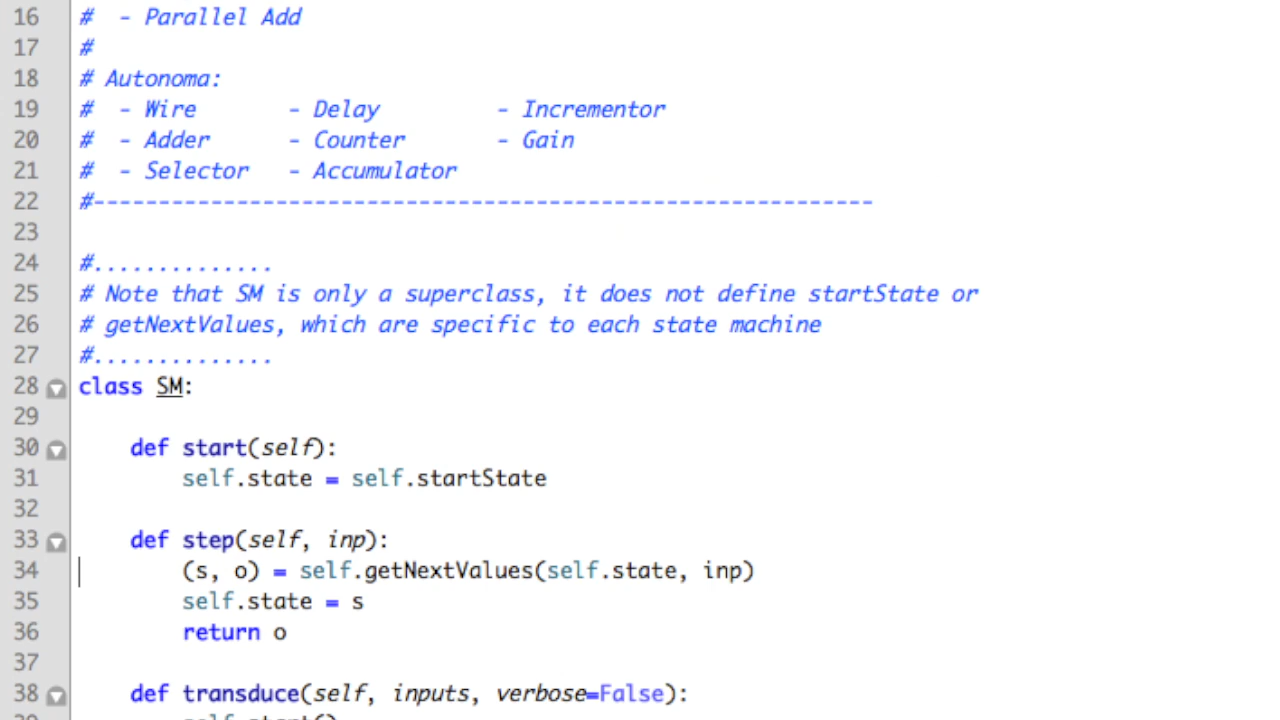 16 #  - Parallel Add
17 #
18 # Autonoma:
19 #  - Wire       - Delay         - Incrementor
20 #  - Adder      - Counter       - Gain
21 #  - Selector   - Accumulator
22 #------------------------------------------------------------
23
24 #..............
25 # Note that SM is only a superclass, it does not define startState or
26 # getNextValues, which are specific to each state machine
27 #..............
28 class SM:
29
30     def start(self):
31         self.state = self.startState
32
33     def step(self, inp):
34         (s, o) = self.getNextValues(self.state, inp)
35         self.state = s
36         return o
37
38     def transduce(self, inputs, verbose=False):
39         self.start()